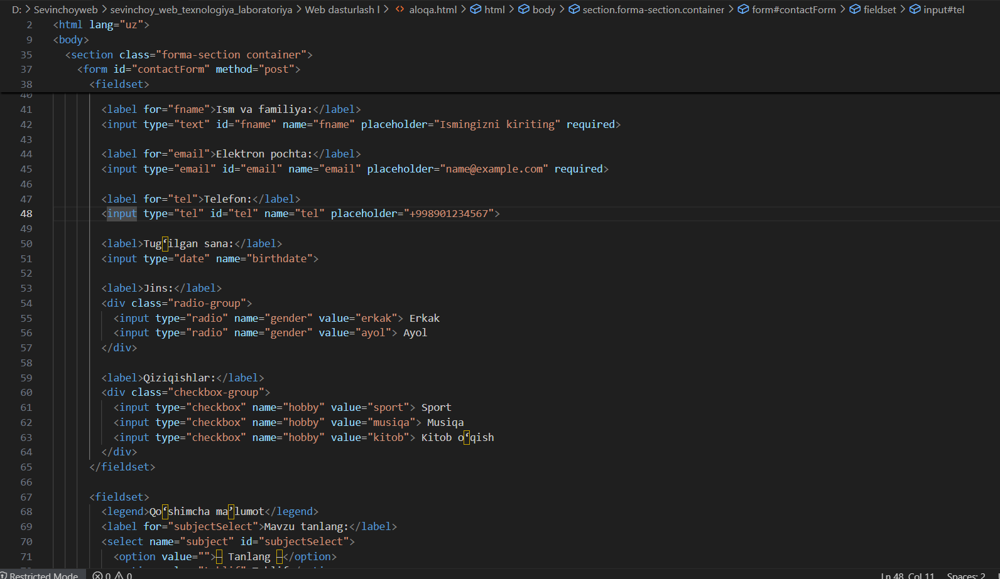 D: > Sevinchoyweb > sevinchoy_web_texnologiya_laboratoriya > Web dasturlash I > <> aloqa.html > html > body > section.forma-section.container > form#contactForm > fieldset > input#tel
2 <html lang="uz">
9 <body>
35 <section class="forma-section container">
37 <form id="contactForm" method="post">
38 <fieldset>
40
41 <label for="fname">Ism va familiya:</label>
42 <input type="text" id="fname" name="fname" placeholder="Ismingizni kiriting" required>
43
44 <label for="email">Elektron pochta:</label>
45 <input type="email" id="email" name="email" placeholder="name@example.com" required>
46
47 <label for="tel">Telefon:</label>
48 <input type="tel" id="tel" name="tel" placeholder="+998901234567">
49
50 <label>Tug‘ilgan sana:</label>
51 <input type="date" name="birthdate">
52
53 <label>Jins:</label>
54 <div class="radio-group">
55 <input type="radio" name="gender" value="erkak"> Erkak
56 <input type="radio" name="gender" value="ayol"> Ayol
57 </div>
58
59 <label>Qiziqishlar:</label>
60 <div class="checkbox-group">
61 <input type="checkbox" name="hobby" value="sport"> Sport
62 <input type="checkbox" name="hobby" value="musiqa"> Musiqa
63 <input type="checkbox" name="hobby" value="kitob"> Kitob o‘qish
64 </div>
65 </fieldset>
66
67 <fieldset>
68 <legend>Qo‘shimcha ma’lumot</legend>
69 <label for="subjectSelect">Mavzu tanlang:</label>
70 <select name="subject" id="subjectSelect">
71 <option value="">– Tanlang –</option>
Restricted Mode 0 0 Ln 48, Col 11 Spaces: 2